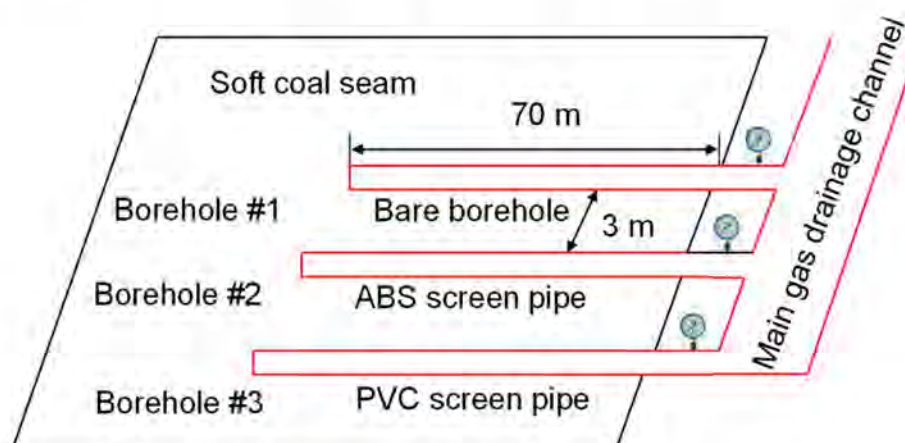 Soft coal seam
70 m
Borehole #1
Bare borehole
3 m
Borehole #2
ABS screen pipe
Borehole #3
PVC screen pipe
Main gas drainage channel